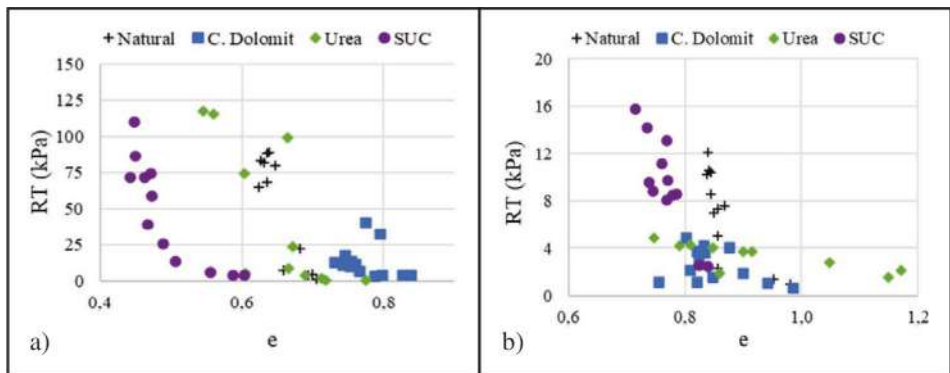 Natural C. Dolomit Urea SUC
150
125
100
75
50
25
0
RT (kPa)
0,4 0,6 0,8
e
a)
Natural C. Dolomit Urea SUC
20
16
12
8
4
0
RT (kPa)
0,6 0,8 1,0 1,2
e
b)